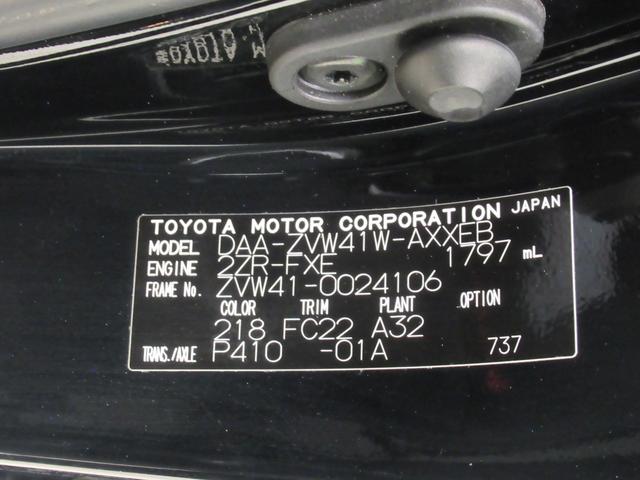 TOYOTA MOTOR CORPORATION JAPAN
MODEL DAA-ZVW41W-AXXEB
ENGINE 2ZR-FXE 1797 mL
FRAME No. ZVW41-0024106
COLOR TRIM PLANT OPTION
218 FC22 A32
TRANS./AXLE P410 -01A 737